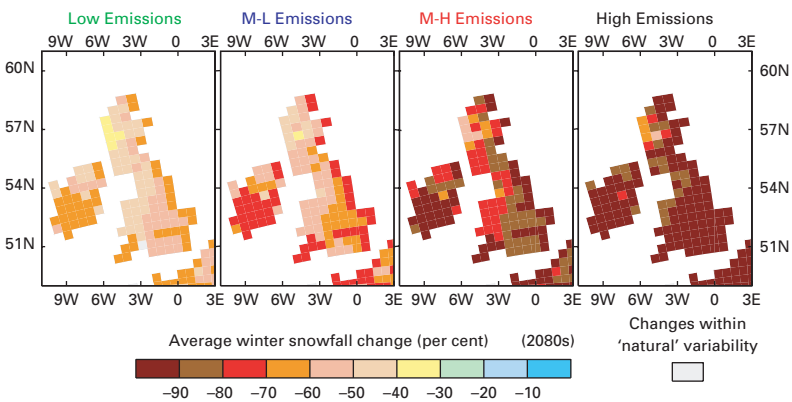 Low Emissions M-L Emissions M-H Emissions High Emissions
9W 6W 3W 0 3E 9W 6W 3W 0 3E 9W 6W 3W 0 3E 9W 6W 3W 0 3E
60N 60N
57N 57N
54N 54N
51N 51N
9W 6W 3W 0 3E 9W 6W 3W 0 3E 9W 6W 3W 0 3E 9W 6W 3W 0 3E
Average winter snowfall change (per cent) (2080s)
−90 −80 −70 −60 −50 −40 −30 −20 −10
Changes within
‘natural’ variability